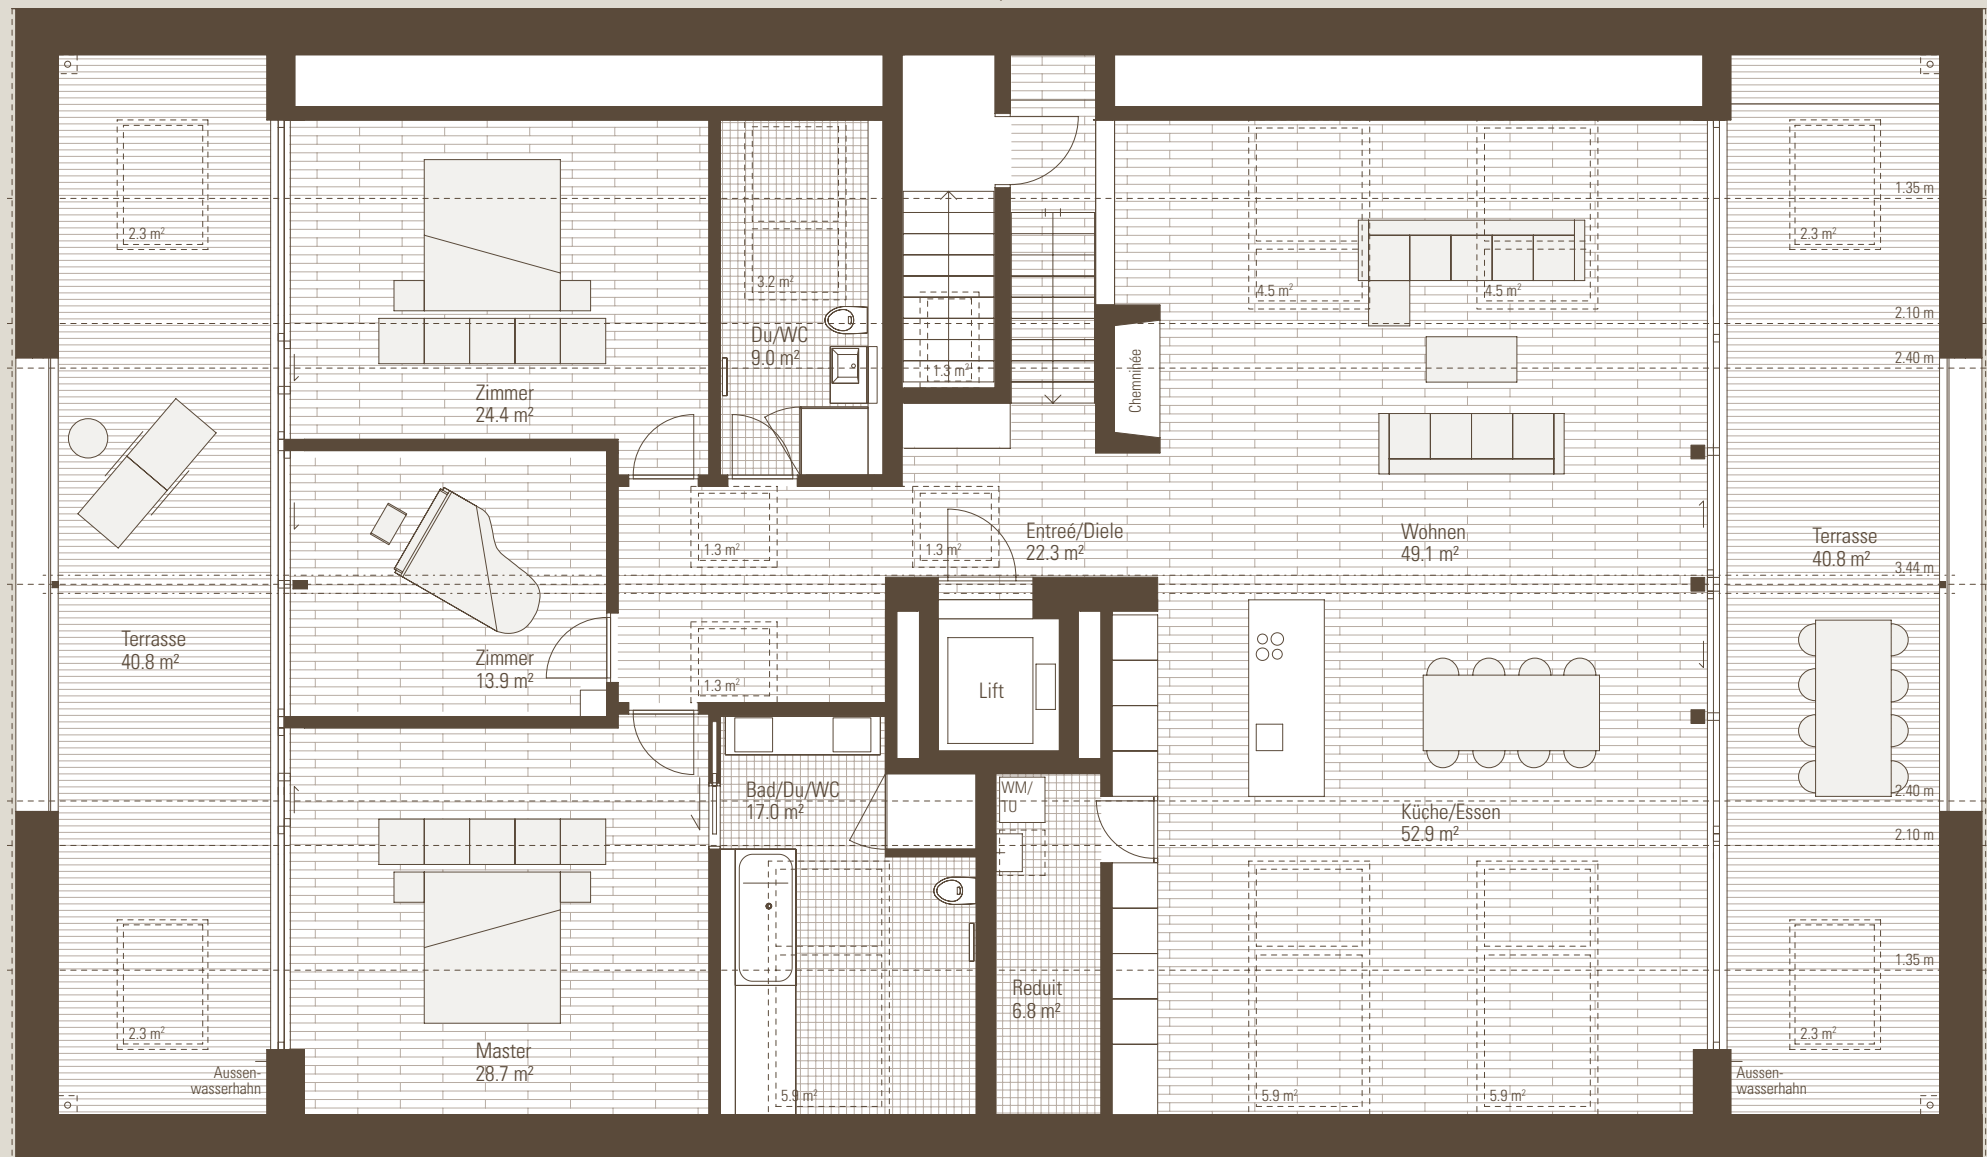 1.35 m
2.3 m²
2.3 m²
3.2 m²
4.5 m²
4.5 m²
2.10 m
Du/WC
9.0 m²
2.40 m
1.3 m²
Chemninée
Zimmer
24.4 m²
1.3 m²
1.3 m²
Entreé/Diele
22.3 m²
Wohnen
49.1 m²
Terrasse
40.8 m²
3.44 m
Terrasse
40.8 m²
Zimmer
13.9 m²
1.3 m²
Lift
Bad/Du/WC
17.0 m²
WM/
TU
2.40 m
Küche/Essen
52.9 m²
2.10 m
1.35 m
Reduit
6.8 m²
2.3 m²
2.3 m²
Master
28.7 m²
Aussen-
wasserhahn
Aussen-
wasserhahn
5.9 m²
5.9 m²
5.9 m²